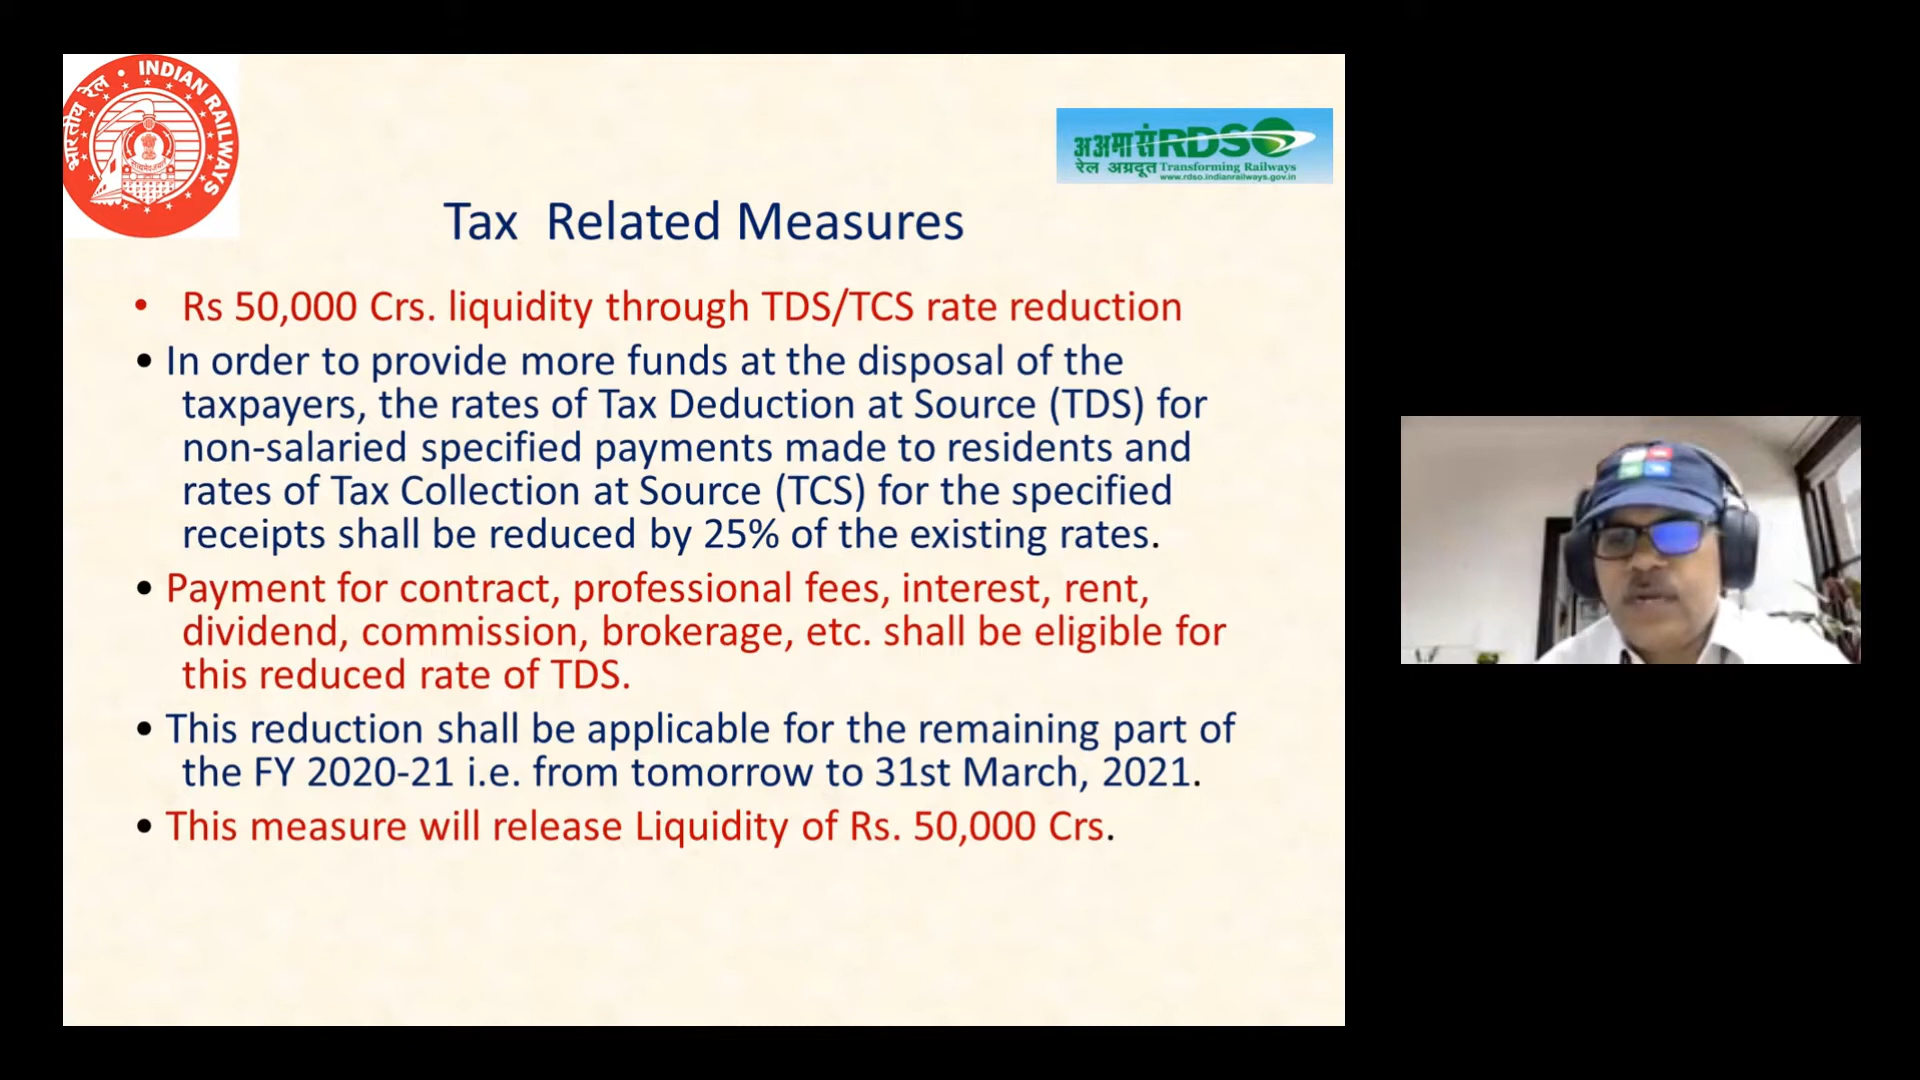 भारतीय रेल • INDIAN RAILWAYS
अअमासंRDSO
रेल अग्रदूत Transforming Railways
www.rdso.indianrailways.gov.in
Tax  Related Measures
• Rs 50,000 Crs. liquidity through TDS/TCS rate reduction
• In order to provide more funds at the disposal of the
taxpayers, the rates of Tax Deduction at Source (TDS) for
non-salaried specified payments made to residents and
rates of Tax Collection at Source (TCS) for the specified
receipts shall be reduced by 25% of the existing rates.
• Payment for contract, professional fees, interest, rent,
dividend, commission, brokerage, etc. shall be eligible for
this reduced rate of TDS.
• This reduction shall be applicable for the remaining part of
the FY 2020-21 i.e. from tomorrow to 31st March, 2021.
• This measure will release Liquidity of Rs. 50,000 Crs.